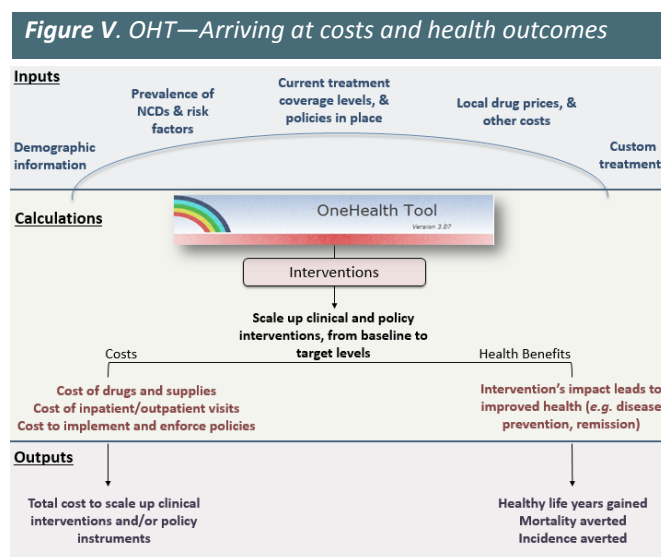 Figure V. OHT—Arriving at costs and health outcomes
Inputs
Demographic
information
Prevalence of
NCDs & risk
factors
Current treatment
coverage levels, &
policies in place
Local drug prices, &
other costs
Custom
treatment
Calculations
OneHealth Tool
Version 3.07
Interventions
Scale up clinical and policy
interventions, from baseline to
target levels
Costs
Cost of drugs and supplies
Cost of inpatient/outpatient visits
Cost to implement and enforce policies
Health Benefits
Intervention's impact leads to
improved health (e.g. disease
prevention, remission)
Outputs
Total cost to scale up clinical
interventions and/or policy
instruments
Healthy life years gained
Mortality averted
Incidence averted